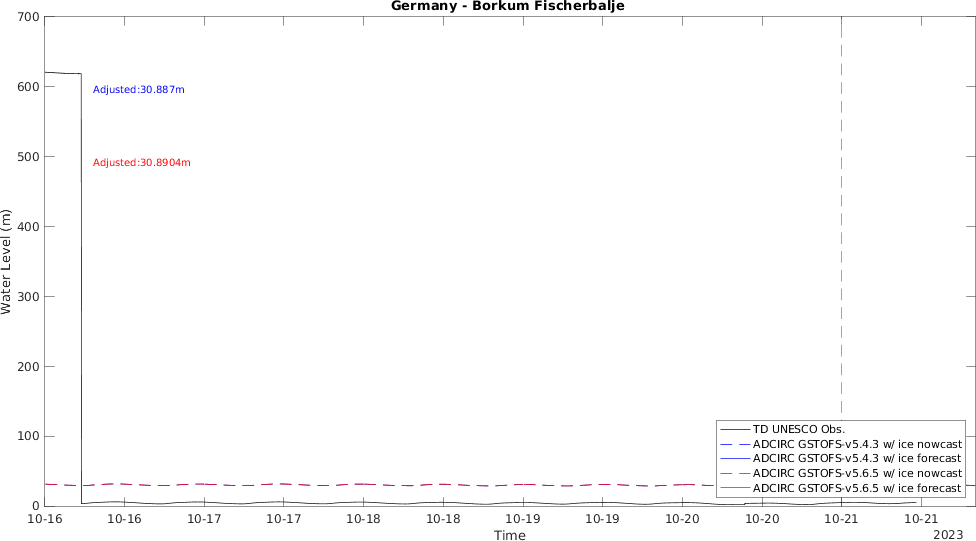 Germany - Borkum Fischerbalje
700
600
500
400
300
200
100
0
Water Level (m)
Adjusted:30.887m
Adjusted:30.8904m
TD UNESCO Obs.
ADCIRC GSTOFS-v5.4.3 w/ ice nowcast
ADCIRC GSTOFS-v5.4.3 w/ ice forecast
ADCIRC GSTOFS-v5.6.5 w/ ice nowcast
ADCIRC GSTOFS-v5.6.5 w/ ice forecast
10-16 10-16 10-17 10-17 10-18 10-18 10-19 10-19 10-20 10-20 10-21 10-21
Time
2023